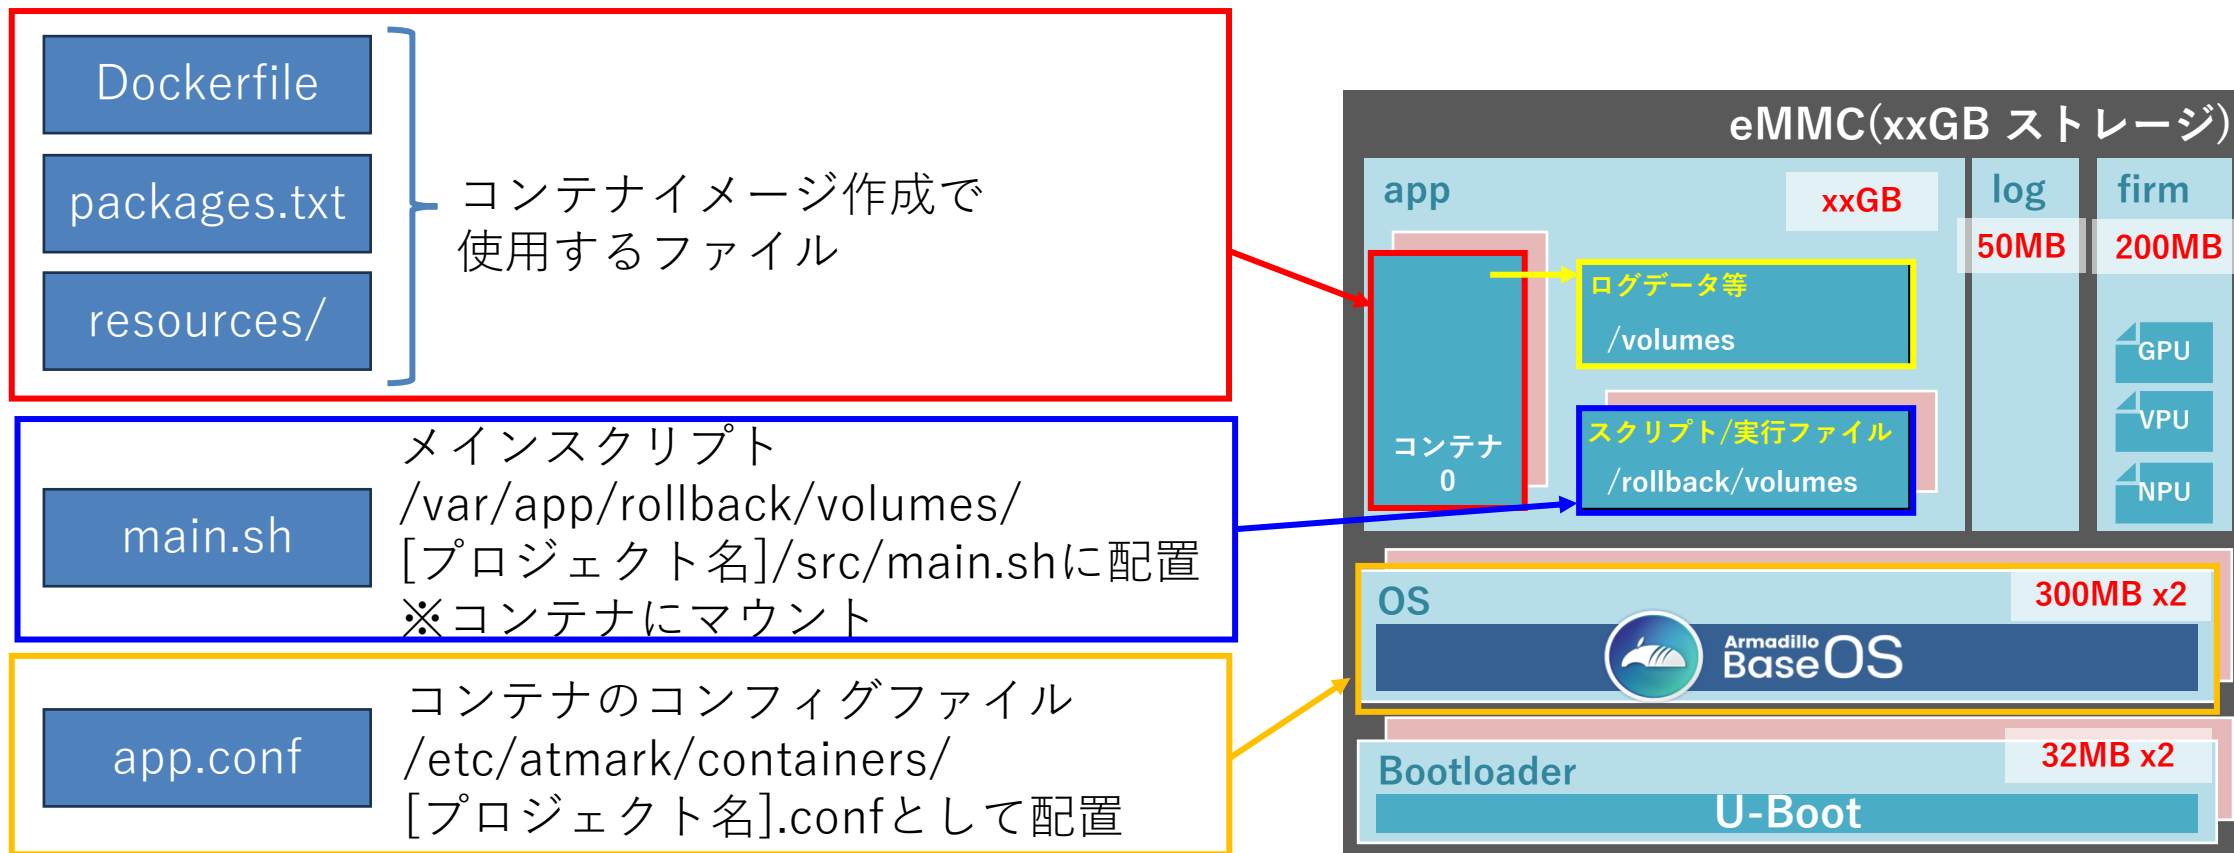 Dockerfile
packages.txt
resources/
コンテナイメージ作成で
使用するファイル
main.sh
メインスクリプト
/var/app/rollback/volumes/
[プロジェクト名]/src/main.shに配置
※コンテナにマウント
app.conf
コンテナのコンフィグファイル
/etc/atmark/containers/
[プロジェクト名].confとして配置
eMMC(xxGB ストレージ)
app
xxGB
コンテナ
0
ログデータ等
/volumes
スクリプト/実行ファイル
/rollback/volumes
log
50MB
firm
200MB
GPU
VPU
NPU
OS
300MB x2
Armadillo
Base OS
Bootloader
32MB x2
U-Boot